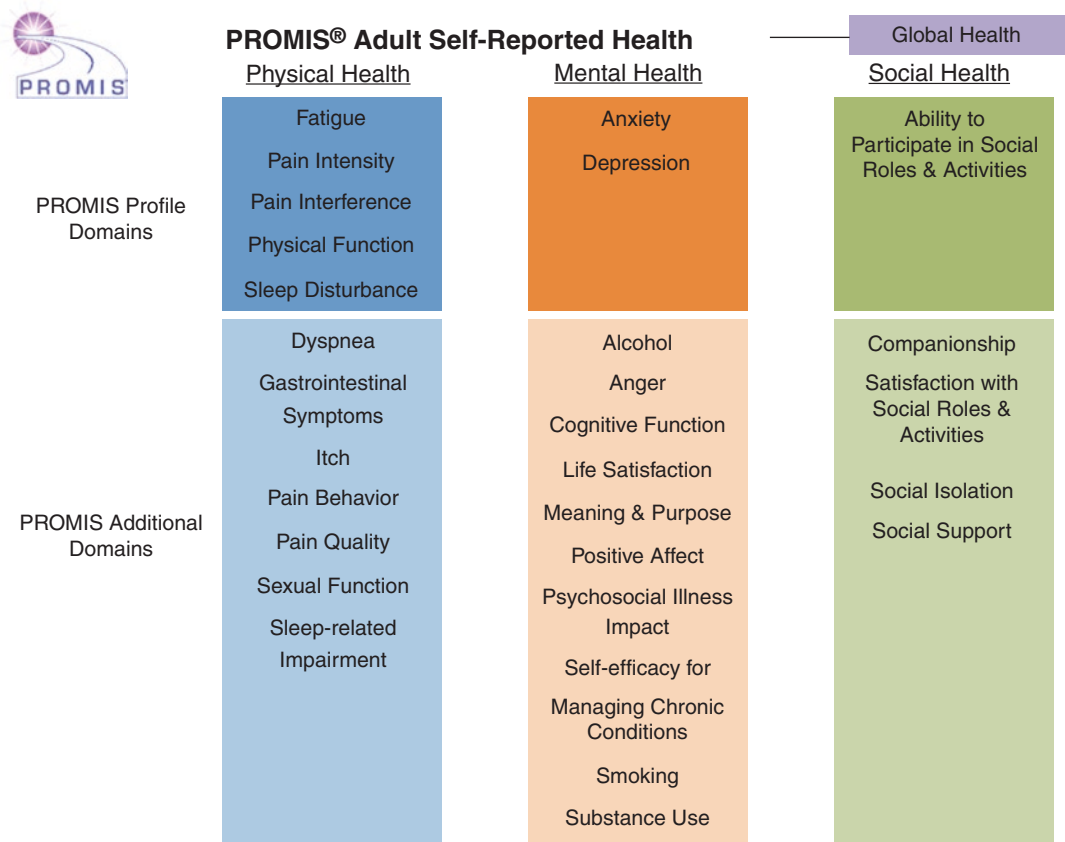 PROMIS
PROMIS® Adult Self-Reported Health
Global Health
Physical Health
Mental Health
Social Health
PROMIS Profile
Domains
Fatigue
Pain Intensity
Pain Interference
Physical Function
Sleep Disturbance
Anxiety
Depression
Ability to
Participate in Social
Roles & Activities
PROMIS Additional
Domains
Dyspnea
Gastrointestinal
Symptoms
Itch
Pain Behavior
Pain Quality
Sexual Function
Sleep-related
Impairment
Alcohol
Anger
Cognitive Function
Life Satisfaction
Meaning & Purpose
Positive Affect
Psychosocial Illness
Impact
Self-efficacy for
Managing Chronic
Conditions
Smoking
Substance Use
Companionship
Satisfaction with
Social Roles &
Activities
Social Isolation
Social Support